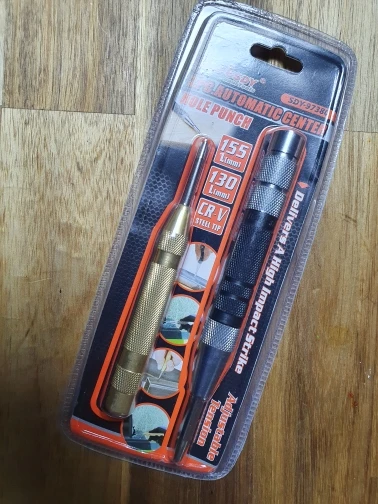 AUTOMATIC CENTER
HOLE PUNCH
155
L(mm)
130
L(mm)
CR-V
STEEL TIP
Delivers A High Impact Strike
Adjustable
Tension